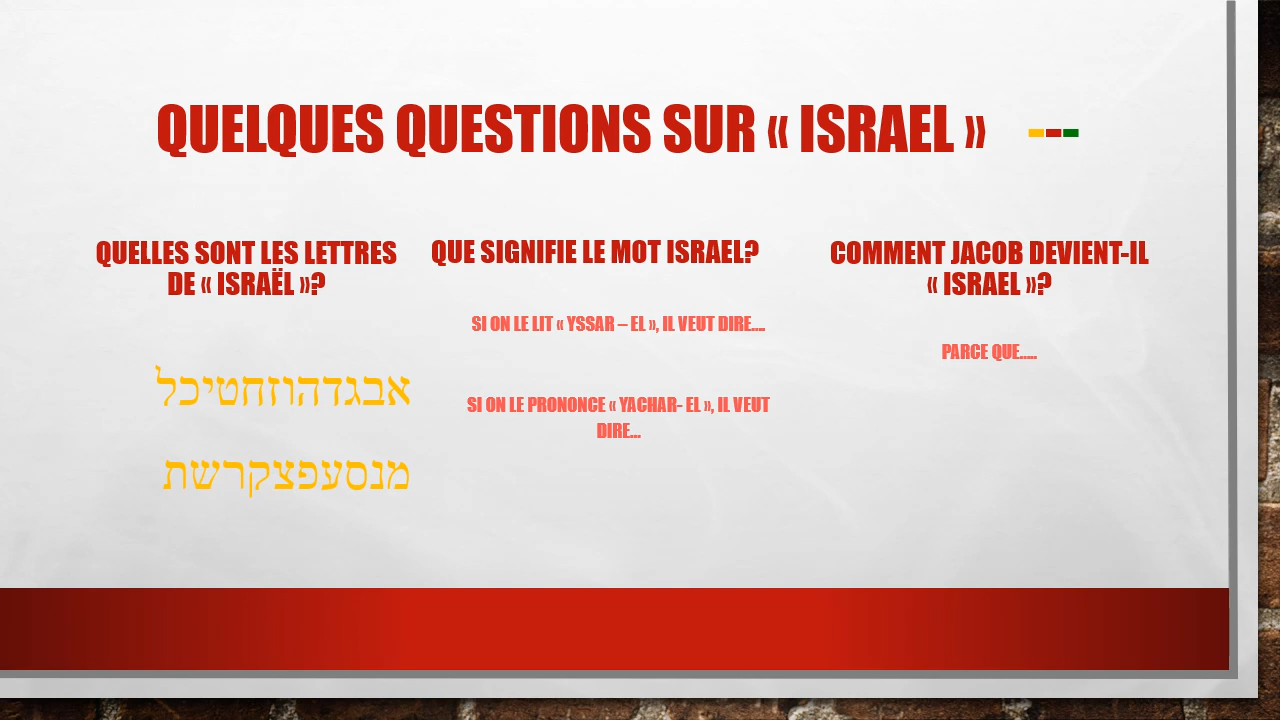 QUELQUES QUESTIONS SUR « ISRAEL » ---
QUELLES SONT LES LETTRES
DE « ISRAËL »?
אבגדהוזחטיכל
מנסעפצקרשת
QUE SIGNIFIE LE MOT ISRAEL?
SI ON LE LIT « YSSAR – EL », IL VEUT DIRE….
SI ON LE PRONONCE « YACHAR- EL », IL VEUT
DIRE…
COMMENT JACOB DEVIENT-IL
« ISRAEL »?
PARCE QUE…..